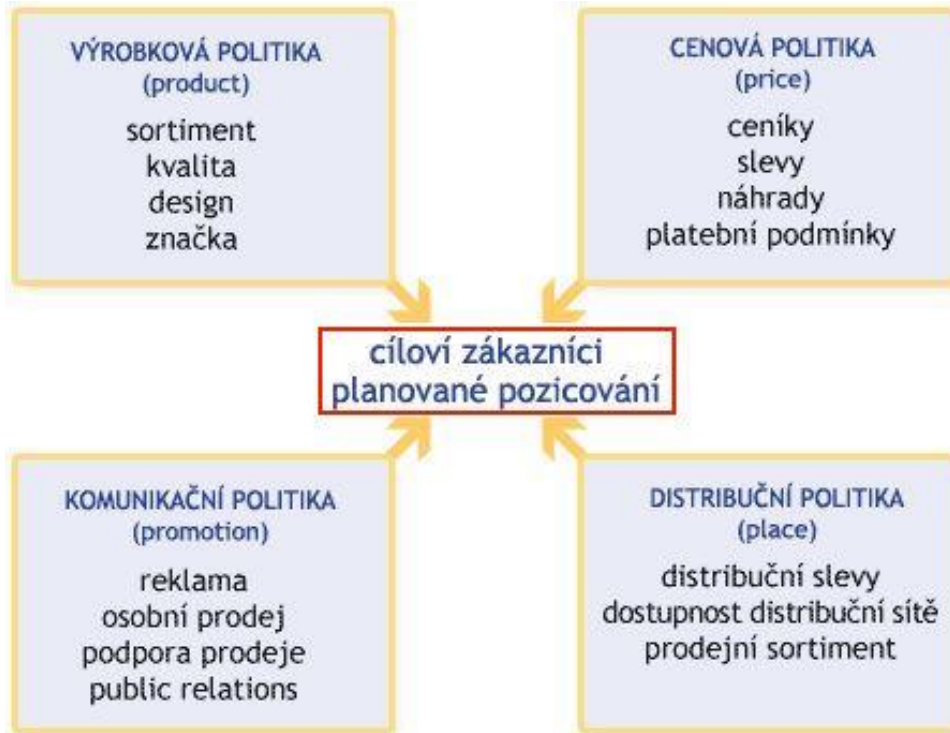 VÝROBKOVÁ POLITIKA
(product)
sortiment
kvalita
design
značka
CENOVÁ POLITIKA
(price)
ceníky
slevy
náhrady
platební podmínky
cíloví zákazníci
planované pozicování
KOMUNIKAČNÍ POLITIKA
(promotion)
reklama
osobní prodej
podpora prodeje
public relations
DISTRIBUČNÍ POLITIKA
(place)
distribuční slevy
dostupnost distribuční sítě
prodejní sortiment